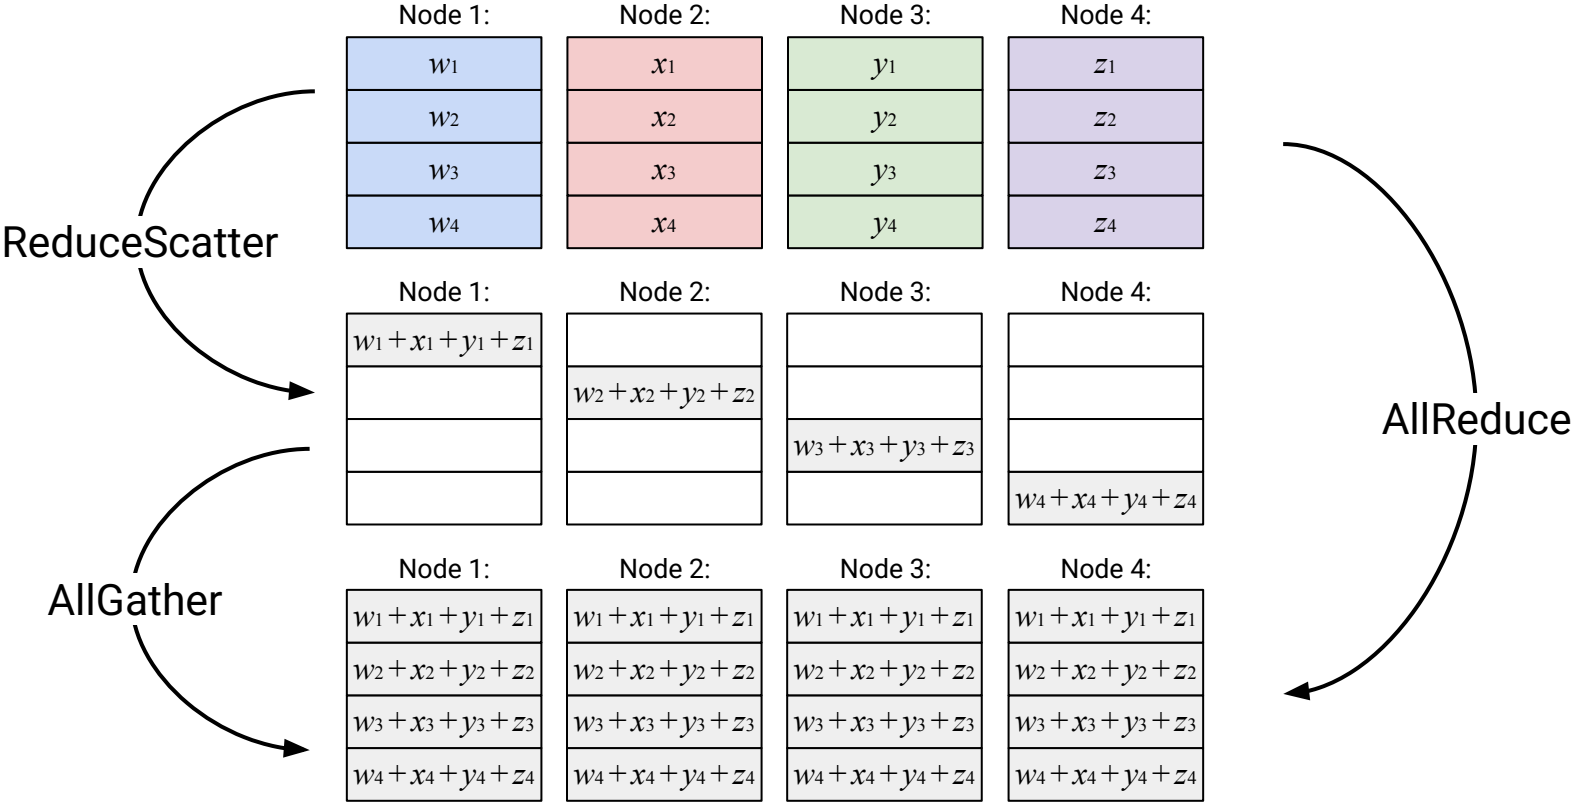 Node 1: Node 2: Node 3: Node 4:
w1 x1 y1 z1
w2 x2 y2 z2
w3 x3 y3 z3
w4 x4 y4 z4
ReduceScatter
Node 1: Node 2: Node 3: Node 4:
w1+x1+y1+z1
w2+x2+y2+z2
w3+x3+y3+z3
w4+x4+y4+z4
AllReduce
Node 1: Node 2: Node 3: Node 4:
w1+x1+y1+z1 w1+x1+y1+z1 w1+x1+y1+z1 w1+x1+y1+z1
w2+x2+y2+z2 w2+x2+y2+z2 w2+x2+y2+z2 w2+x2+y2+z2
w3+x3+y3+z3 w3+x3+y3+z3 w3+x3+y3+z3 w3+x3+y3+z3
w4+x4+y4+z4 w4+x4+y4+z4 w4+x4+y4+z4 w4+x4+y4+z4
AllGather